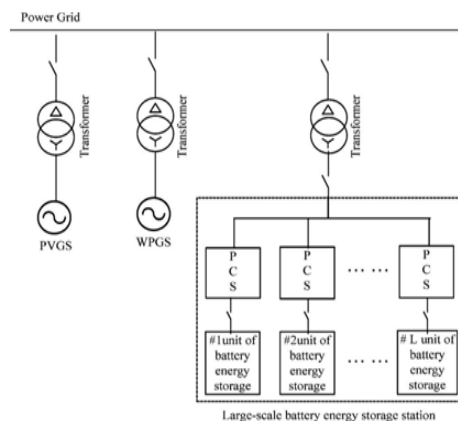 Power Grid
Transformer
Transformer
Transformer
PVGS
WPGS
P
C
S
P
C
S
... ...
P
C
S
#1unit of
battery
energy
storage
#2unit of
battery
energy
storage
... ...
# L unit of
battery
energy
storage
Large-scale battery energy storage station